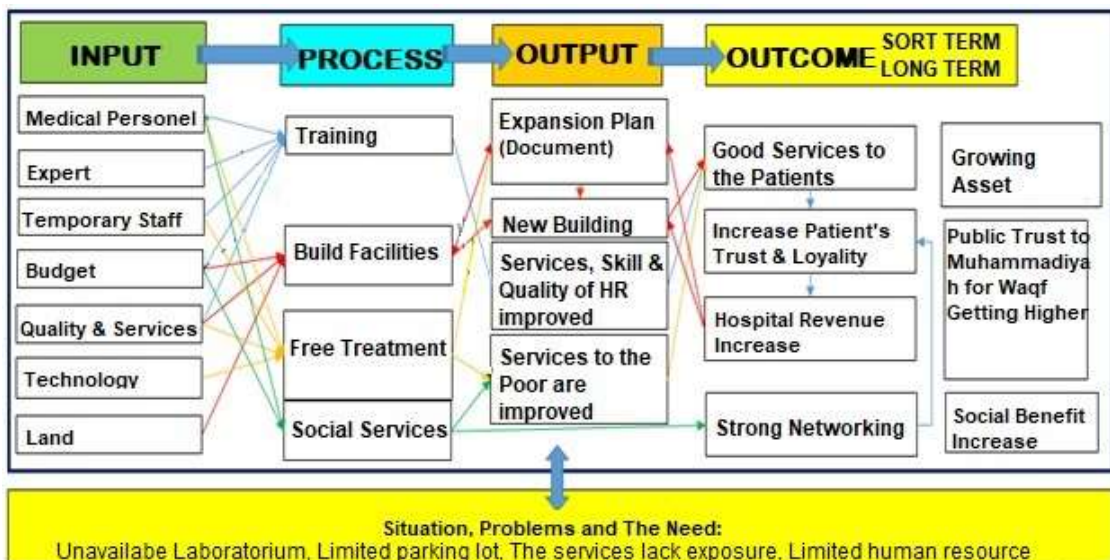 INPUT
PROCESS
OUTPUT
OUTCOME
SORT TERM
LONG TERM
Medical Personel
Expert
Temporary Staff
Budget
Quality & Services
Technology
Land
Training
Build Facilities
Free Treatment
Social Services
Expansion Plan
(Document)
New Building
Services, Skill &
Quality of HR
improved
Services to the
Poor are
improved
Good Services to
the Patients
Increase Patient's
Trust & Loyality
Hospital Revenue
Increase
Strong Networking
Growing
Asset
Public Trust to
Muhammadiya
h for Waqf
Getting Higher
Social Benefit
Increase
Situation, Problems and The Need:
Unavailabe Laboratorium, Limited parking lot, The services lack exposure, Limited human resource